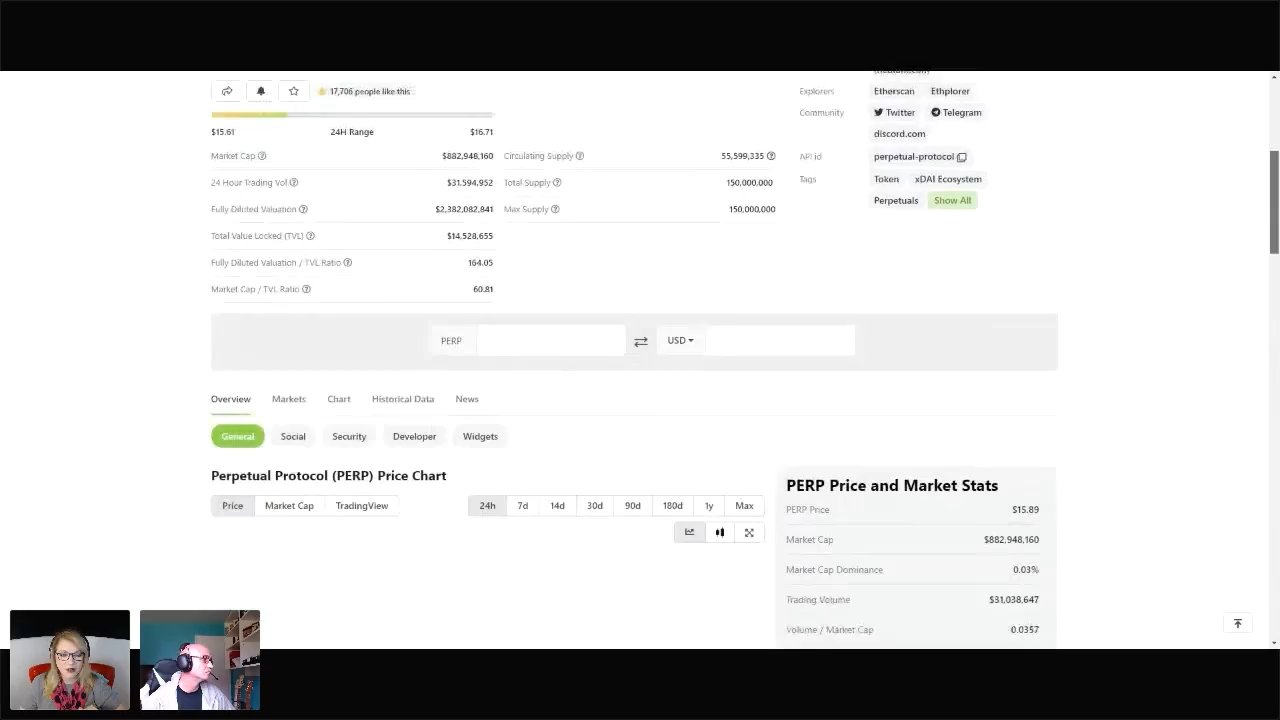 17,706 people like this
Explorers Etherscan Ethplorer
Community Twitter Telegram
discord.com
$15.61 24H Range $16.71
Market Cap $882,948,160 Circulating Supply 55,599,335
API id perpetual-protocol
24 Hour Trading Vol $31,594,952 Total Supply 150,000,000
Tags Token xDAI Ecosystem
Perpetuals Show All
Fully Diluted Valuation $2,382,082,841 Max Supply 150,000,000
Total Value Locked (TVL) $14,528,655
Fully Diluted Valuation / TVL Ratio 164.05
Market Cap / TVL Ratio 60.81
PERP USD
Overview Markets Chart Historical Data News
General Social Security Developer Widgets
Perpetual Protocol (PERP) Price Chart
Price Market Cap TradingView 24h 7d 14d 30d 90d 180d 1y Max
PERP Price and Market Stats
PERP Price $15.89
Market Cap $882,948,160
Market Cap Dominance 0.03%
Trading Volume $31,038,647
Volume / Market Cap 0.0357